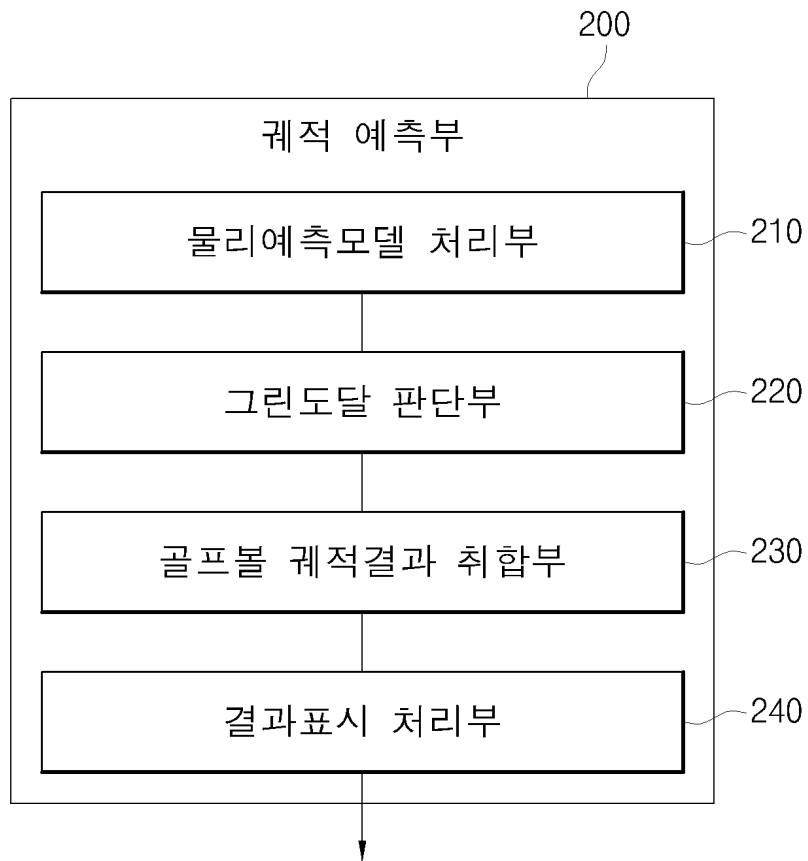 200
궤적 예측부
물리예측모델 처리부
210
그린도달 판단부
220
골프볼 궤적결과 취합부
230
결과표시 처리부
240